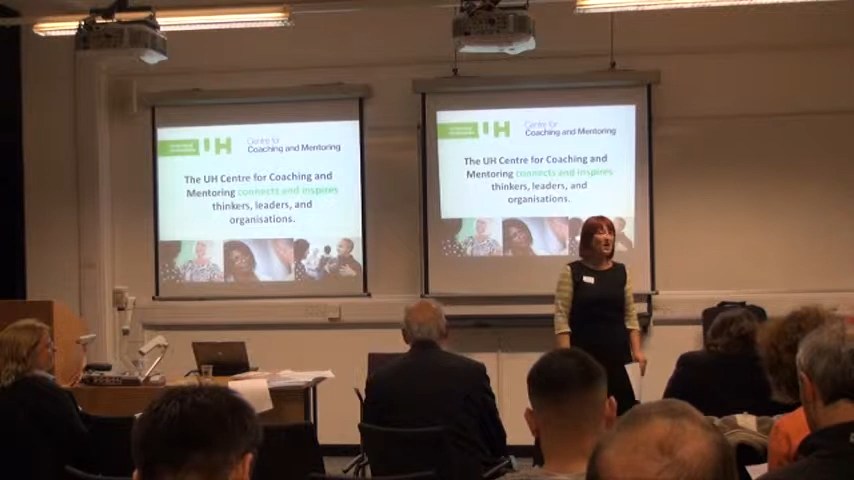 UH
Centre for
Coaching and Mentoring
The UH Centre for Coaching and
Mentoring connects and inspires
thinkers, leaders, and
organisations.
UH
Centre for
Coaching and Mentoring
The UH Centre for Coaching and
Mentoring connects and inspires
thinkers, leaders, and
organisations.